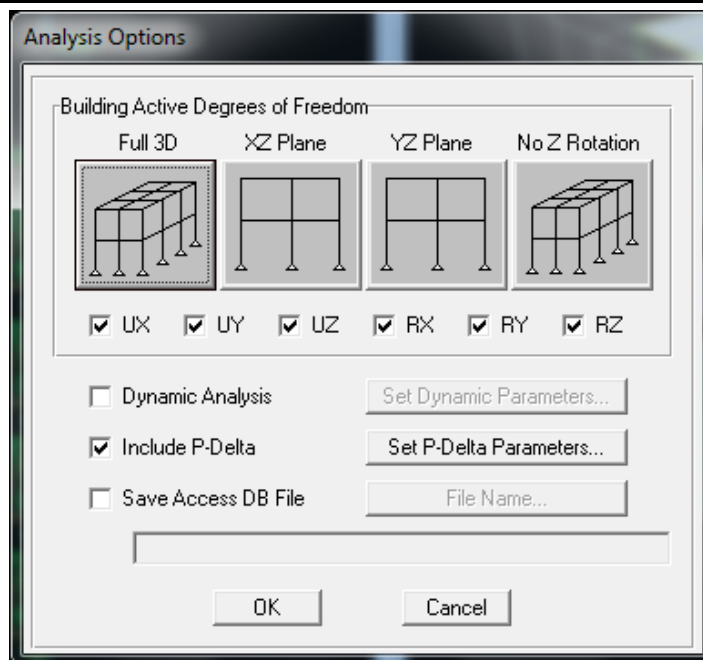 Analysis Options
Building Active Degrees of Freedom
Full 3D XZ Plane YZ Plane No Z Rotation
UX UY UZ RX RY RZ
Dynamic Analysis Set Dynamic Parameters...
Include P-Delta Set P-Delta Parameters...
Save Access DB File File Name...
OK Cancel